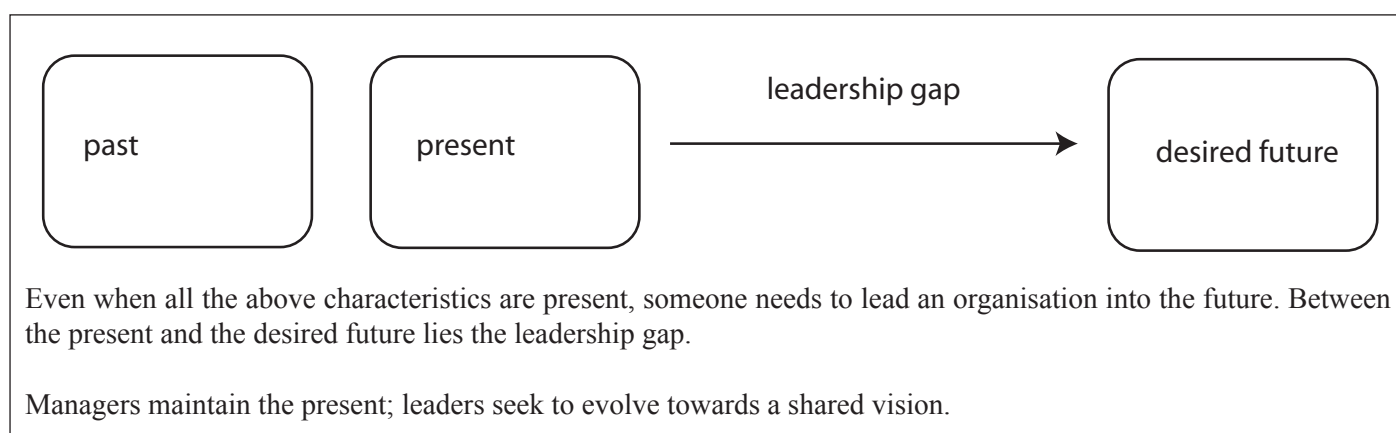 leadership gap
past
present
desired future
Even when all the above characteristics are present, someone needs to lead an organisation into the future. Between
the present and the desired future lies the leadership gap.
Managers maintain the present; leaders seek to evolve towards a shared vision.